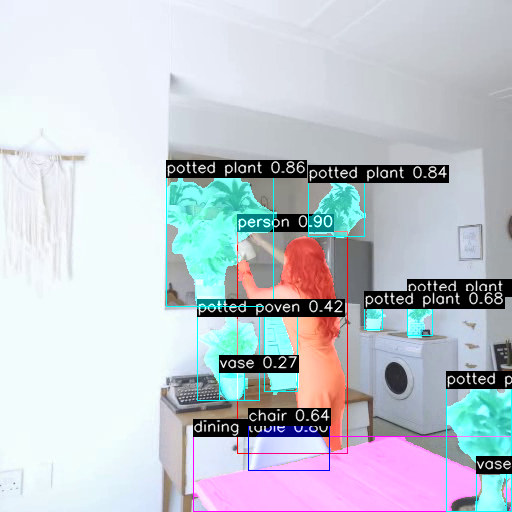 potted plant 0.86
potted plant 0.84
person 0.90
potted plant
potted plant 0.68
potted poven 0.42
vase 0.27
potted p
chair 0.64
dining table 0.80
vase